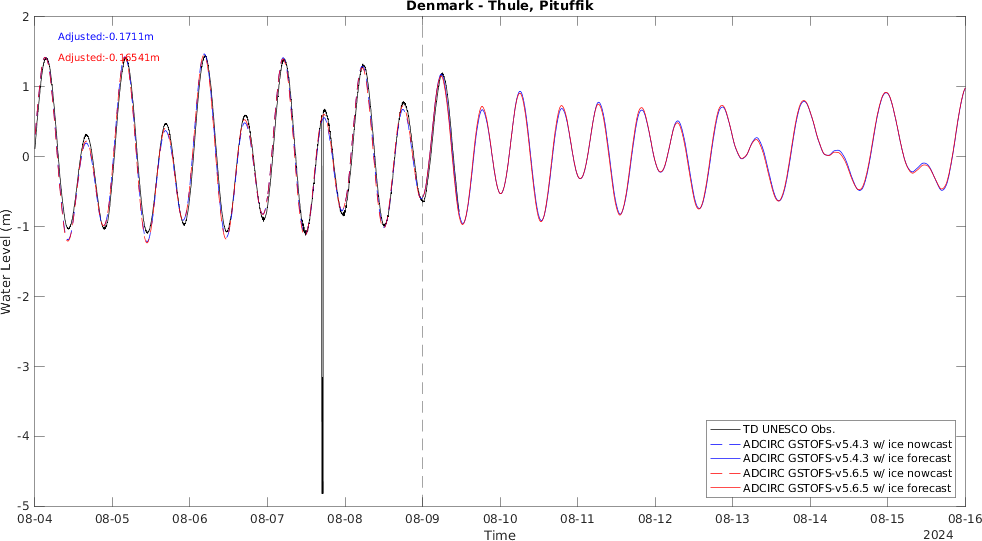 Denmark - Thule, Pituffik
Adjusted:-0.1711m
Adjusted:-0.16541m
Water Level (m)
2
1
0
-1
-2
-3
-4
-5
TD UNESCO Obs.
ADCIRC GSTOFS-v5.4.3 w/ ice nowcast
ADCIRC GSTOFS-v5.4.3 w/ ice forecast
ADCIRC GSTOFS-v5.6.5 w/ ice nowcast
ADCIRC GSTOFS-v5.6.5 w/ ice forecast
08-04 08-05 08-06 08-07 08-08 08-09 08-10 08-11 08-12 08-13 08-14 08-15 08-16
Time
2024